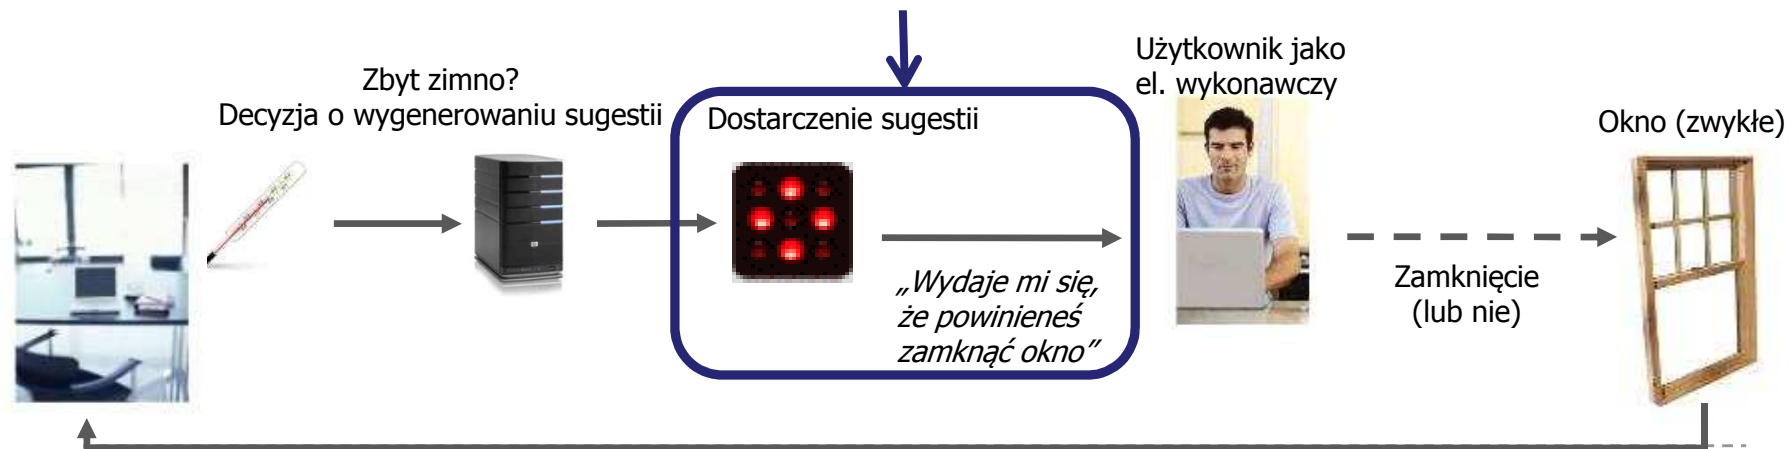 Zbyt zimno?
Decyzja o wygenerowaniu sugestii
Dostarczenie sugestii
„Wydaje mi się,
że powinieneś
zamknąć okno”
Użytkownik jako
el. wykonawczy
Zamknięcie
(lub nie)
Okno (zwykłe)